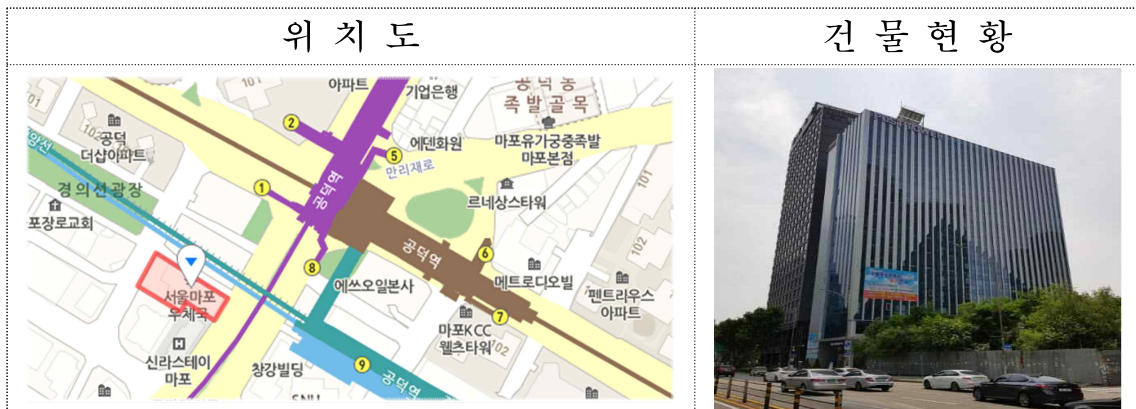 위 치 도
건 물 현 황
101
아파트
기업은행
공덕동
족발골목
101
102
공덕
더샵아파트
2
에덴화원
마포유가궁중족발
마포본점
5
만리재로
공덕역
1
경의선광장
르네상스타워
101
포장로교회
102
공덕역
6
8
에쓰오일본사
메트로디오빌
펜트리우스
아파트
서울마포
우체국
7
마포KCC
웰츠타워
102
신라스테이
마포
창강빌딩
9
공덕역